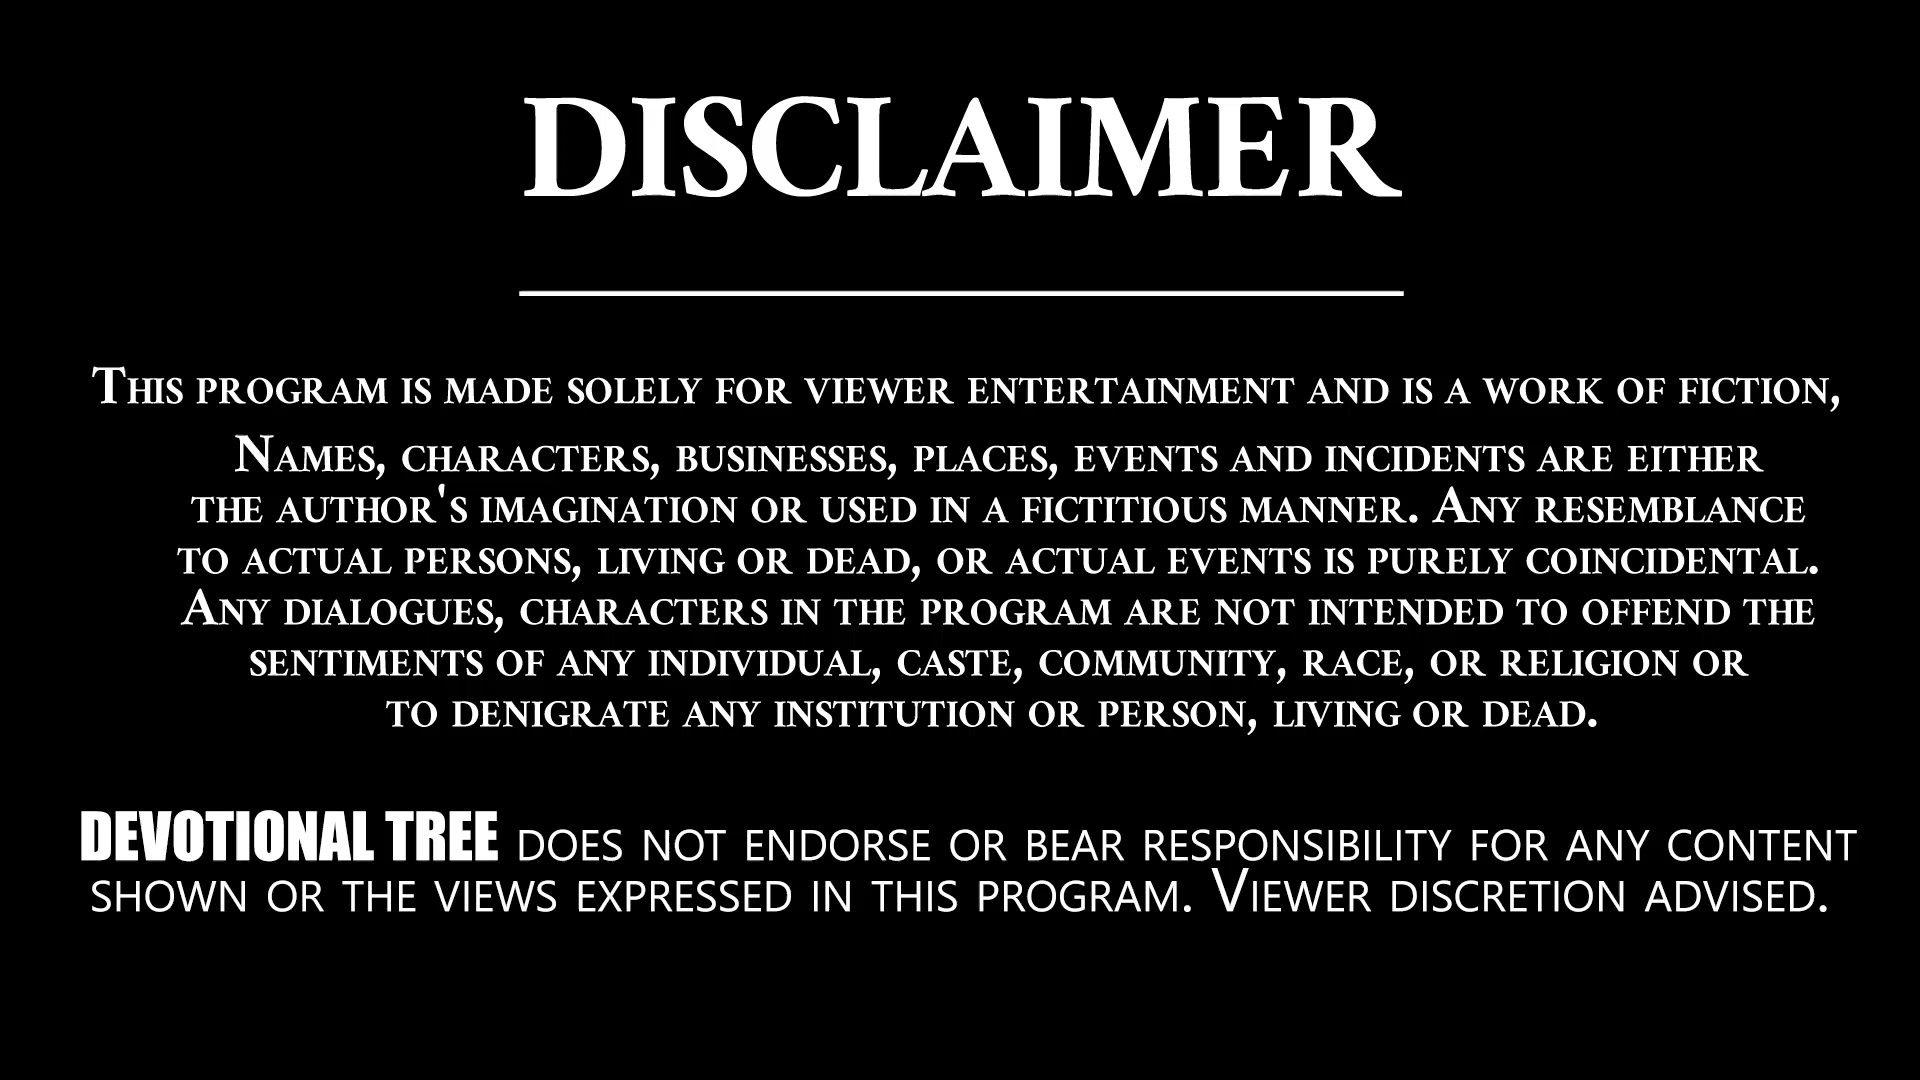 DISCLAIMER
This program is made solely for viewer entertainment and is a work of fiction,
Names, characters, businesses, places, events and incidents are either
the author's imagination or used in a fictitious manner. Any resemblance
to actual persons, living or dead, or actual events is purely coincidental.
Any dialogues, characters in the program are not intended to offend the
sentiments of any individual, caste, community, race, or religion or
to denigrate any institution or person, living or dead.
DEVOTIONAL TREE does not endorse or bear responsibility for any content
shown or the views expressed in this program. Viewer discretion advised.